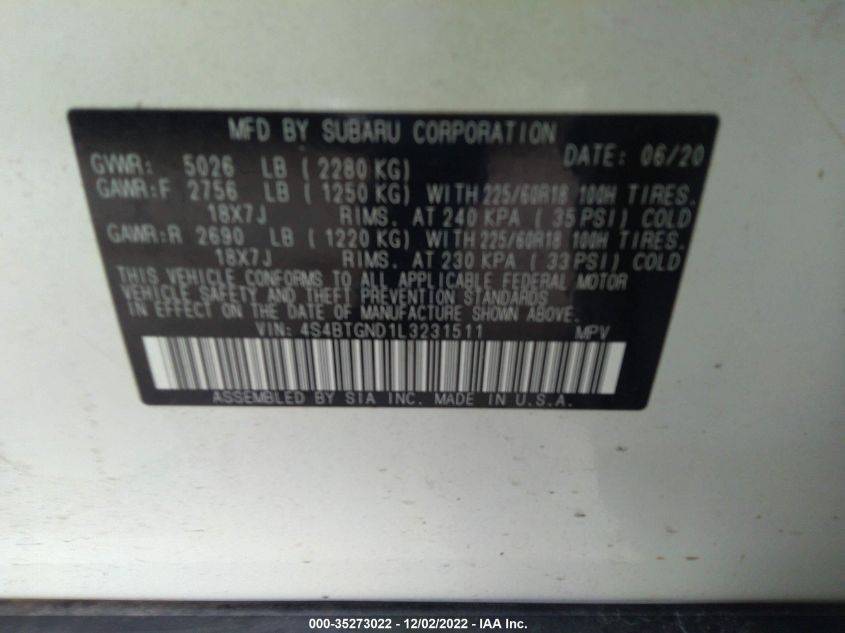 MFD BY SUBARU CORPORATION
GVWR: 5026 LB (2280 KG) DATE: 06/20
GAWR:F 2756 LB (1250 KG) WITH 225/60R18 100H TIRES.
18X7J RIMS. AT 240 KPA (35 PSI) COLD
GAWR:R 2690 LB (1220 KG) WITH 225/60R18 100H TIRES.
18X7J RIMS. AT 230 KPA (33 PSI) COLD
THIS VEHICLE CONFORMS TO ALL APPLICABLE FEDERAL MOTOR
VEHICLE SAFETY AND THEFT PREVENTION STANDARDS
IN EFFECT ON THE DATE OF MANUFACTURE SHOWN ABOVE.
VIN: 4S4BTGND1L3231511 MPV
ASSEMBLED BY SIA INC. MADE IN U.S.A.
000-35273022 - 12/02/2022 - IAA Inc.